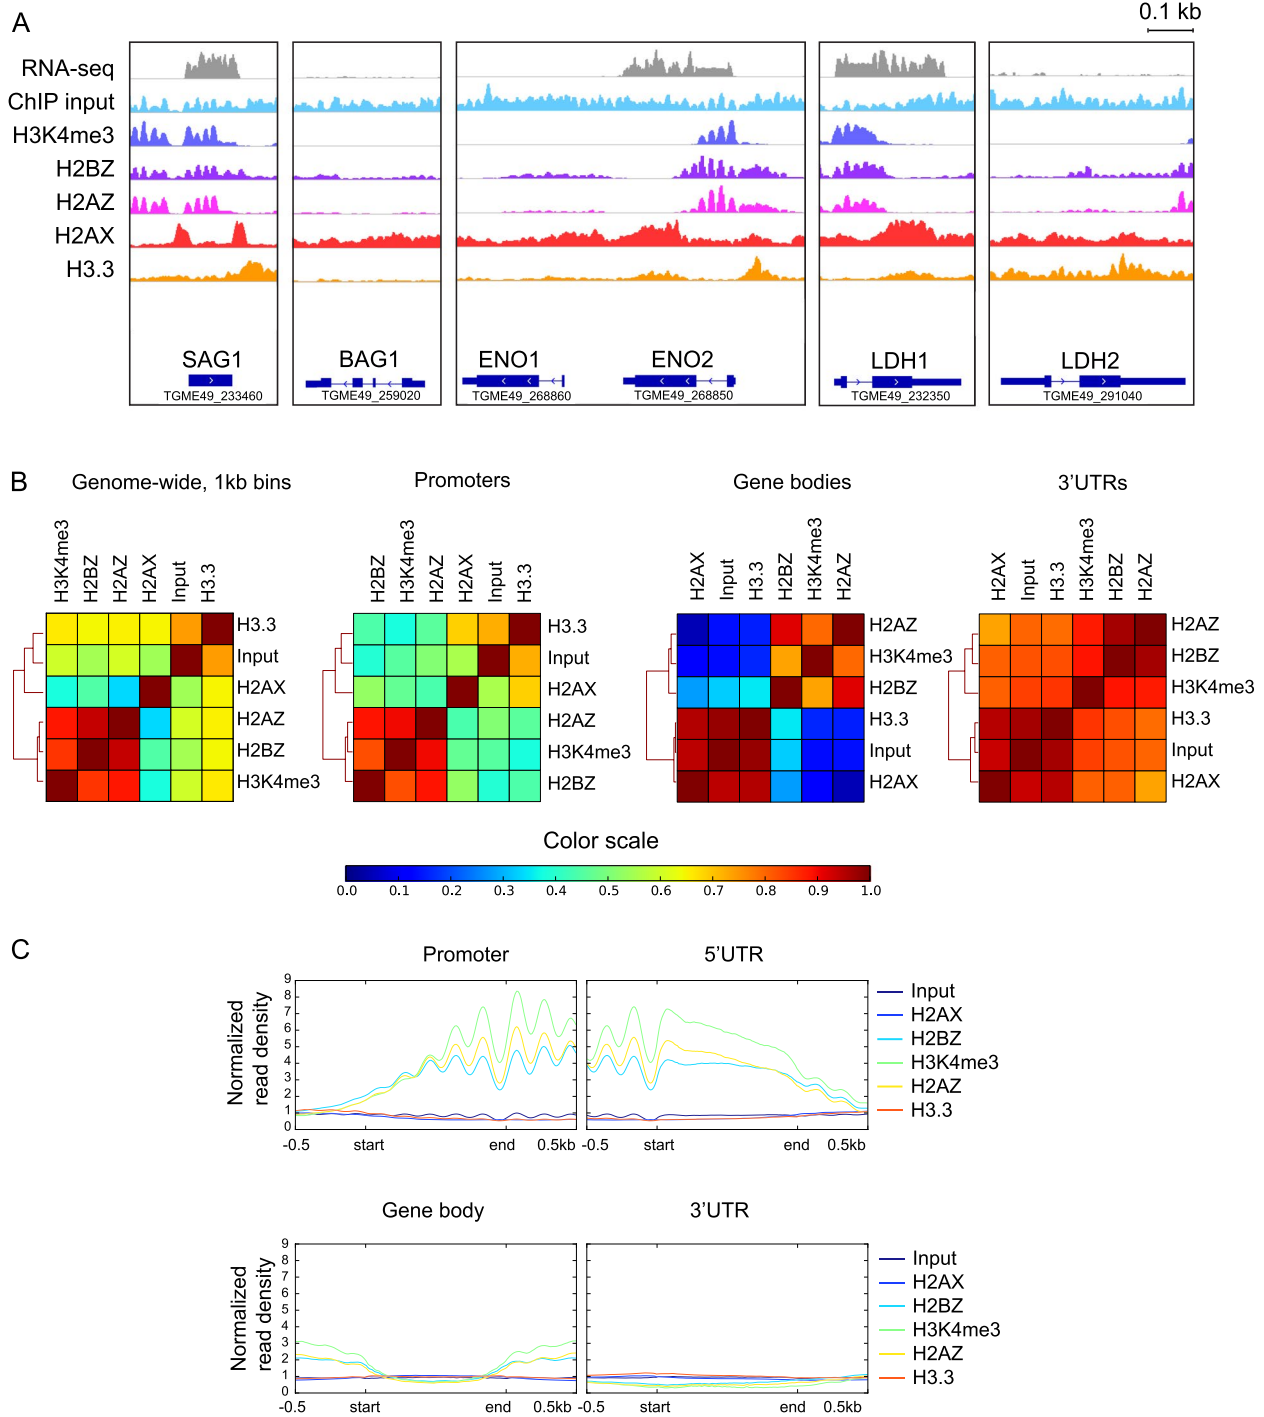 A
0.1 kb
RNA-seq
ChIP input
H3K4me3
H2BZ
H2AZ
H2AX
H3.3
SAG1
BAG1
ENO1
ENO2
LDH1
LDH2
TGME49_233460
TGME49_259020
TGME49_268860
TGME49_268850
TGME49_232350
TGME49_291040
B
Genome-wide, 1kb bins
H3K4me3
H2BZ
H2AZ
H2AX
Input
H3.3
H3.3
Input
H2AX
H2AZ
H2BZ
H3K4me3
Promoters
H2BZ
H3K4me3
H2AZ
H2AX
Input
H3.3
H3.3
Input
H2AX
H2AZ
H3K4me3
H2BZ
Gene bodies
H2AX
Input
H3.3
H2BZ
H3K4me3
H2AZ
H2AZ
H3K4me3
H2BZ
H3.3
Input
H2AX
3'UTRs
H2AX
Input
H3.3
H3K4me3
H2BZ
H2AZ
H2AZ
H2BZ
H3K4me3
H3.3
Input
H2AX
Color scale
0.0 0.1 0.2 0.3 0.4 0.5 0.6 0.7 0.8 0.9 1.0
C
Promoter
5'UTR
Normalized
read density
9
8
7
6
5
4
3
2
1
0
-0.5 start end 0.5kb
-0.5 start end 0.5kb
Input
H2AX
H2BZ
H3K4me3
H2AZ
H3.3
Gene body
3'UTR
Normalized
read density
9
8
7
6
5
4
3
2
1
0
-0.5 start end 0.5kb
-0.5 start end 0.5kb
Input
H2AX
H2BZ
H3K4me3
H2AZ
H3.3